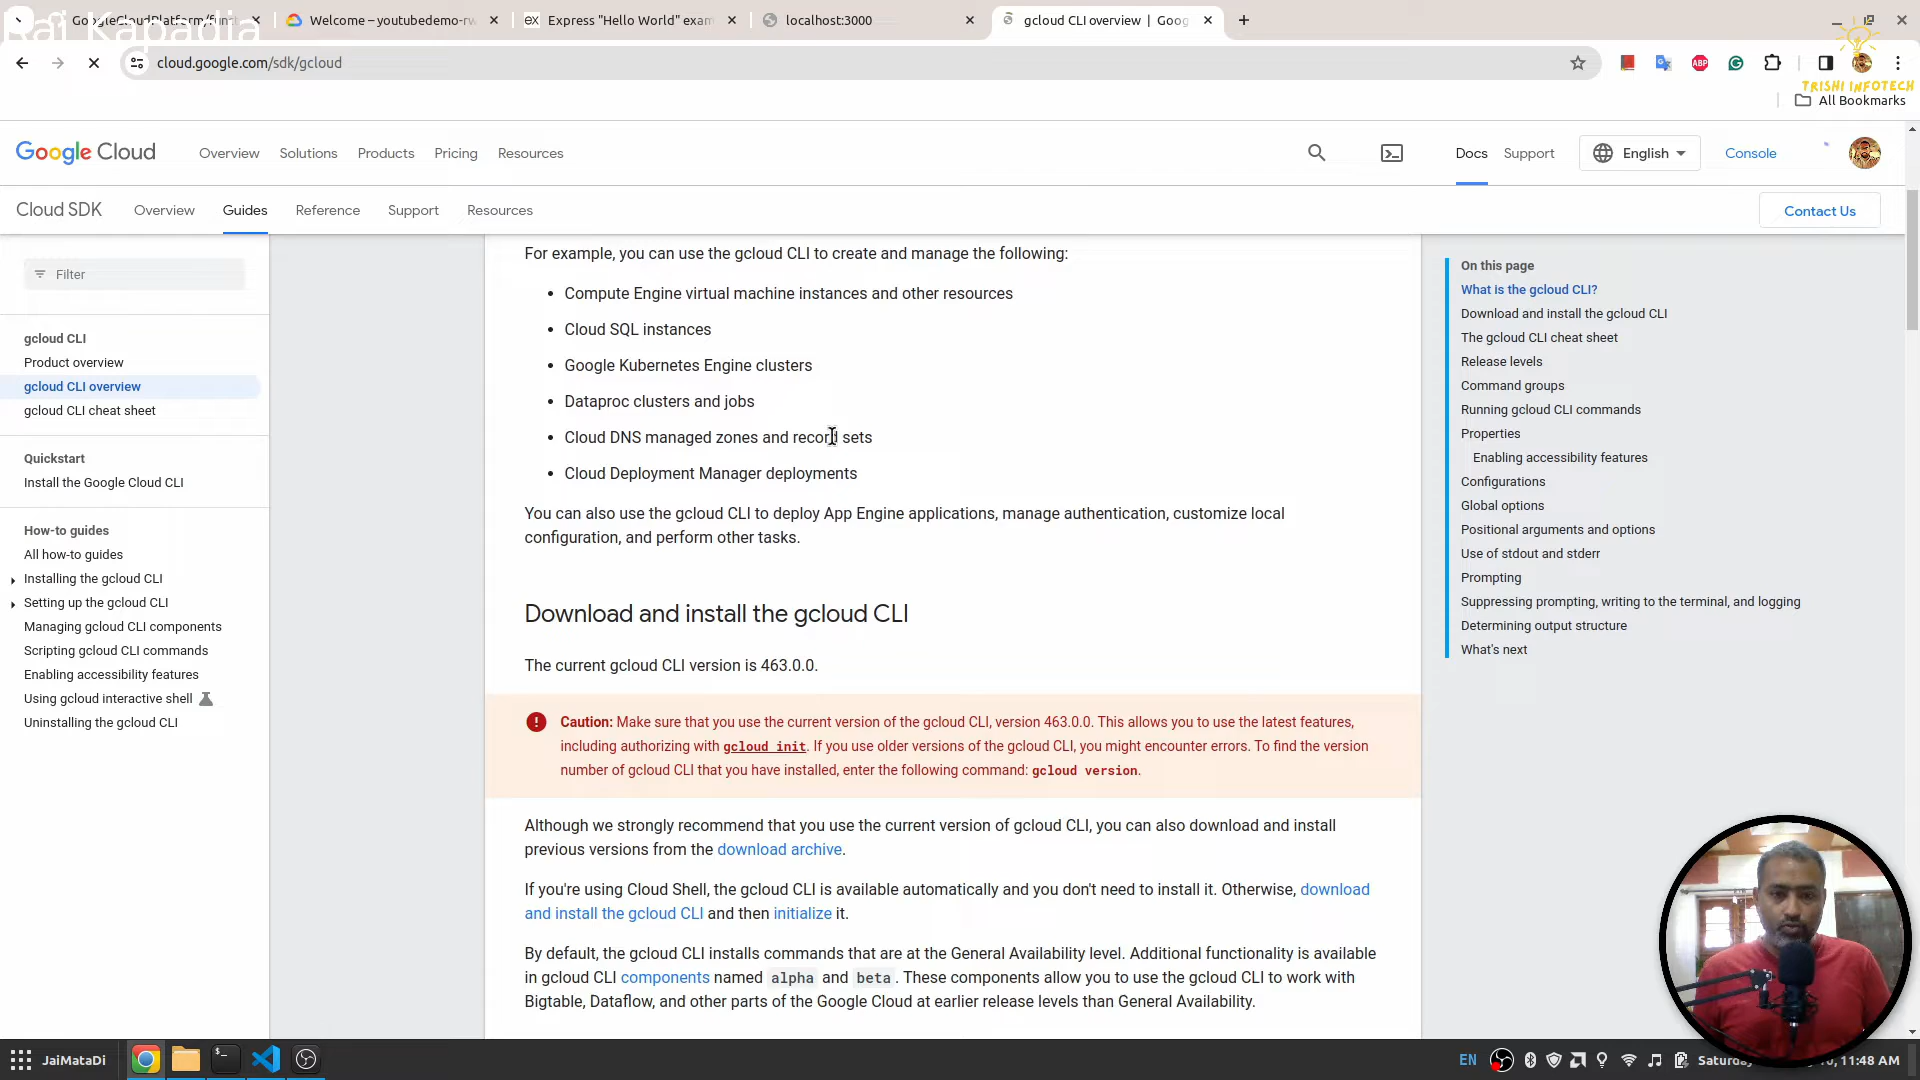 GoogleCloudPlatform/func
Welcome – youtubedemo-rw
Express "Hello World" exam
localhost:3000
gcloud CLI overview | Goog
Raj Kapadia
cloud.google.com/sdk/gcloud
TRISHI INFOTECH
All Bookmarks
Google Cloud
Overview
Solutions
Products
Pricing
Resources
Docs
Support
English
Console
Cloud SDK
Overview
Guides
Reference
Support
Resources
Contact Us
Filter
gcloud CLI
Product overview
gcloud CLI overview
gcloud CLI cheat sheet
Quickstart
Install the Google Cloud CLI
How-to guides
All how-to guides
Installing the gcloud CLI
Setting up the gcloud CLI
Managing gcloud CLI components
Scripting gcloud CLI commands
Enabling accessibility features
Using gcloud interactive shell
Uninstalling the gcloud CLI
For example, you can use the gcloud CLI to create and manage the following:
• Compute Engine virtual machine instances and other resources
• Cloud SQL instances
• Google Kubernetes Engine clusters
• Dataproc clusters and jobs
• Cloud DNS managed zones and record sets
• Cloud Deployment Manager deployments
You can also use the gcloud CLI to deploy App Engine applications, manage authentication, customize local
configuration, and perform other tasks.
Download and install the gcloud CLI
The current gcloud CLI version is 463.0.0.
Caution: Make sure that you use the current version of the gcloud CLI, version 463.0.0. This allows you to use the latest features,
including authorizing with gcloud init. If you use older versions of the gcloud CLI, you might encounter errors. To find the version
number of gcloud CLI that you have installed, enter the following command: gcloud version.
Although we strongly recommend that you use the current version of gcloud CLI, you can also download and install
previous versions from the download archive.
If you're using Cloud Shell, the gcloud CLI is available automatically and you don't need to install it. Otherwise, download
and install the gcloud CLI and then initialize it.
By default, the gcloud CLI installs commands that are at the General Availability level. Additional functionality is available
in gcloud CLI components named alpha and beta. These components allow you to use the gcloud CLI to work with
Bigtable, Dataflow, and other parts of the Google Cloud at earlier release levels than General Availability.
On this page
What is the gcloud CLI?
Download and install the gcloud CLI
The gcloud CLI cheat sheet
Release levels
Command groups
Running gcloud CLI commands
Properties
Enabling accessibility features
Configurations
Global options
Positional arguments and options
Use of stdout and stderr
Prompting
Suppressing prompting, writing to the terminal, and logging
Determining output structure
What's next
JaiMataDi
EN
11:48 AM